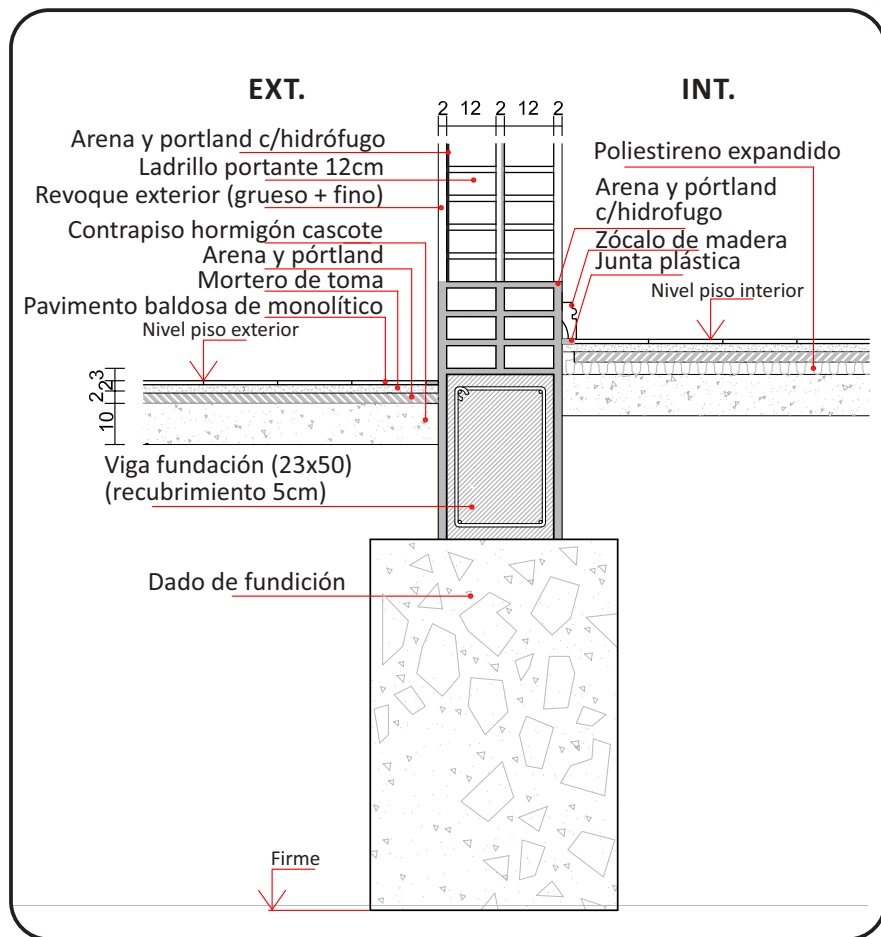 EXT.
INT.
2 12 2 12 2
Arena y portland c/hidrófugo
Ladrillo portante 12cm
Revoque exterior (grueso + fino)
Contrapiso hormigón cascote
Arena y pórtland
Mortero de toma
Pavimento baldosa de monolítico
Nivel piso exterior
Poliestireno expandido
Arena y pórtland
c/hidrofugo
Zócalo de madera
Junta plástica
Nivel piso interior
3
2
2
10
Viga fundación (23x50)
(recubrimiento 5cm)
Dado de fundición
Firme